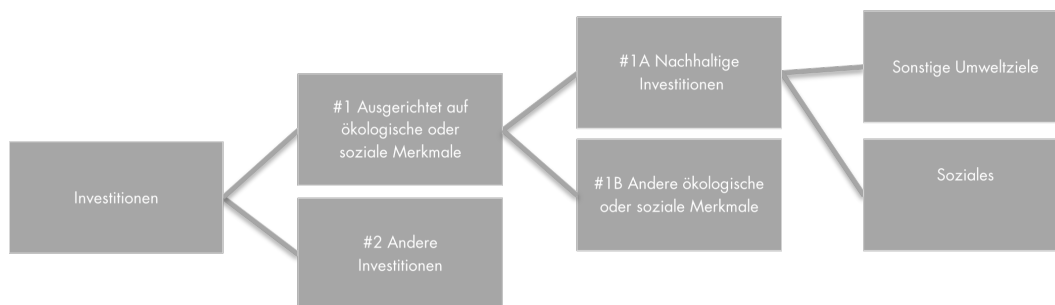 Investitionen
#1 Ausgerichtet auf
ökologische oder
soziale Merkmale
#2 Andere
Investitionen
#1A Nachhaltige
Investitionen
#1B Andere ökologische
oder soziale Merkmale
Sonstige Umweltziele
Soziales